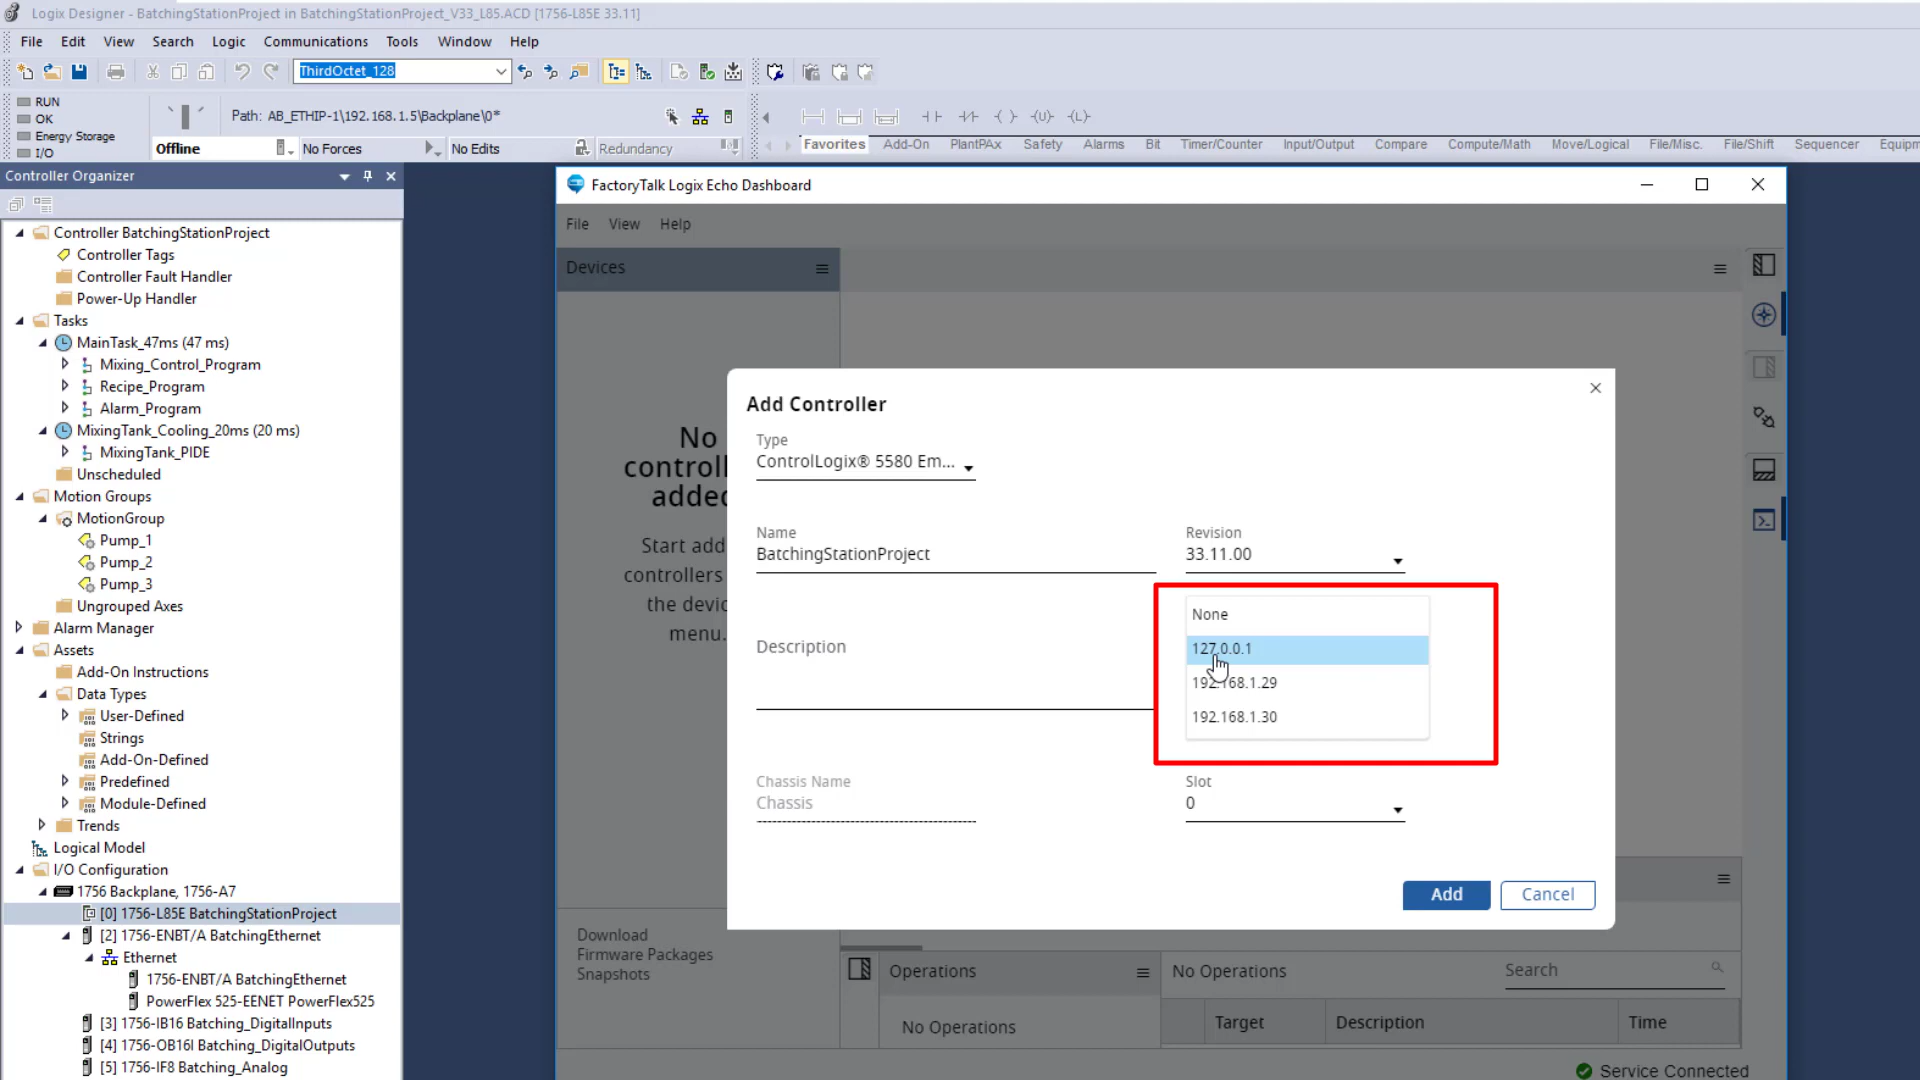 Logix Designer - BatchingStationProject in BatchingStationProject_V33_L85.ACD [1756-L85E 33.11]
File Edit View Search Logic Communications Tools Window Help
ThirdOctet_128
RUN
OK
Energy Storage
I/O
Path: AB_ETHIP-1\192.168.1.5\Backplane\0*
Offline
No Forces
No Edits
Redundancy
Favorites Add-On PlantPAx Safety Alarms Bit Timer/Counter Input/Output Compare Compute/Math Move/Logical File/Misc. File/Shift Sequencer Equipm
Controller Organizer
Controller BatchingStationProject
Controller Tags
Controller Fault Handler
Power-Up Handler
Tasks
MainTask_47ms (47 ms)
Mixing_Control_Program
Recipe_Program
Alarm_Program
MixingTank_Cooling_20ms (20 ms)
MixingTank_PIDE
Unscheduled
Motion Groups
MotionGroup
Pump_1
Pump_2
Pump_3
Ungrouped Axes
Alarm Manager
Assets
Add-On Instructions
Data Types
User-Defined
Strings
Add-On-Defined
Predefined
Module-Defined
Trends
Logical Model
I/O Configuration
1756 Backplane, 1756-A7
[0] 1756-L85E BatchingStationProject
[2] 1756-ENBT/A BatchingEthernet
Ethernet
1756-ENBT/A BatchingEthernet
PowerFlex 525-EENET PowerFlex525
[3] 1756-IB16 Batching_DigitalInputs
[4] 1756-OB16I Batching_DigitalOutputs
[5] 1756-IF8 Batching_Analog
FactoryTalk Logix Echo Dashboard
File View Help
Devices
No
controll
added
Start add
controllers
the devic
menu.
Add Controller
Type
ControlLogix® 5580 Em...
Name
BatchingStationProject
Revision
33.11.00
Description
None
127.0.0.1
192.168.1.29
192.168.1.30
Chassis Name
Chassis
Slot
0
Add
Cancel
Download
Firmware Packages
Snapshots
Operations
No Operations
No Operations
Search
Target
Description
Time
Service Connected